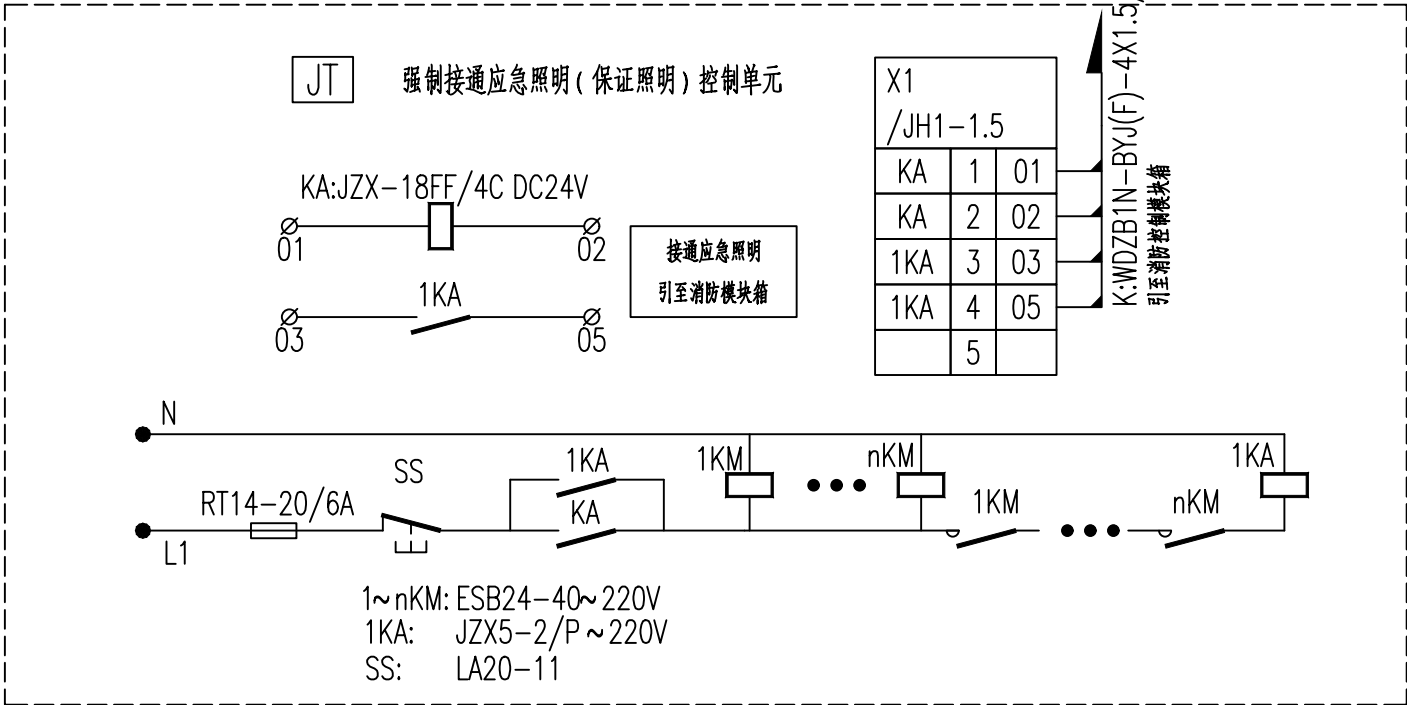 JT 强制接通应急照明(保证照明)控制单元
KA:JZX-18FF/4C DC24V
01 02
1KA
03 05
接通应急照明
引至消防模块箱
X1
/JH1-1.5
KA 1 01
KA 2 02
1KA 3 03
1KA 4 05
5
K:WDZB1N-BYJ(F)-4X1.5,
引至消防控制模块箱
N
1KM nKM 1KA
SS 1KA
RT14-20/6A KA 1KM nKM
L1
1~nKM: ESB24-40~220V
1KA: JZX5-2/P ~220V
SS: LA20-11